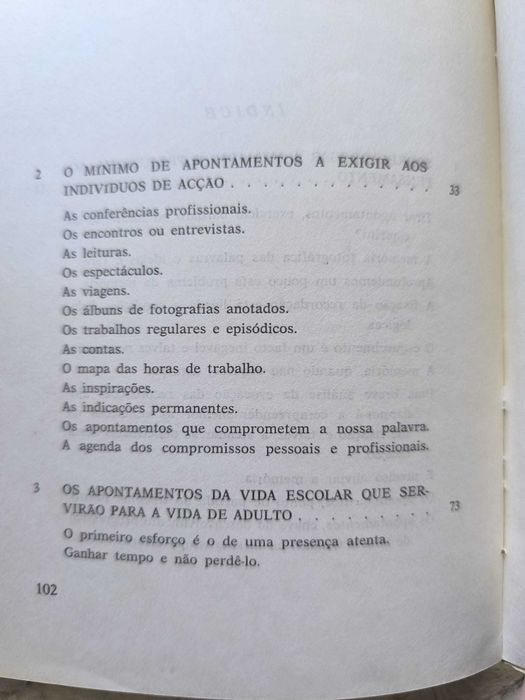 2 O MÍNIMO DE APONTAMENTOS A EXIGIR AOS
INDIVÍDUOS DE ACÇÃO . . . . . . . . . . . . . 33
As conferências profissionais.
Os encontros ou entrevistas.
As leituras.
Os espectáculos.
As viagens.
Os álbuns de fotografias anotados.
Os trabalhos regulares e episódicos.
As contas.
O mapa das horas de trabalho.
As inspirações.
As indicações permanentes.
Os apontamentos que comprometem a nossa palavra.
A agenda dos compromissos pessoais e profissionais.
3 OS APONTAMENTOS DA VIDA ESCOLAR QUE SER-
VIRÃO PARA A VIDA DE ADULTO . . . . . . . . 73
O primeiro esforço é o de uma presença atenta.
Ganhar tempo e não perdê-lo.
102